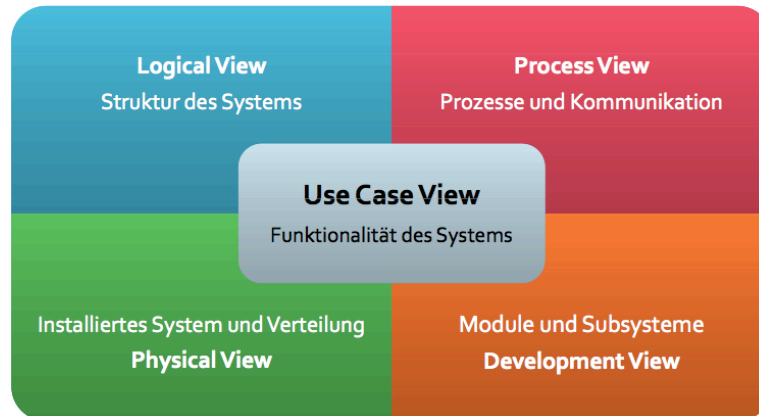 Logical View
Struktur des Systems
Process View
Prozesse und Kommunikation
Use Case View
Funktionalität des Systems
Installiertes System und Verteilung
Physical View
Module und Subsysteme
Development View